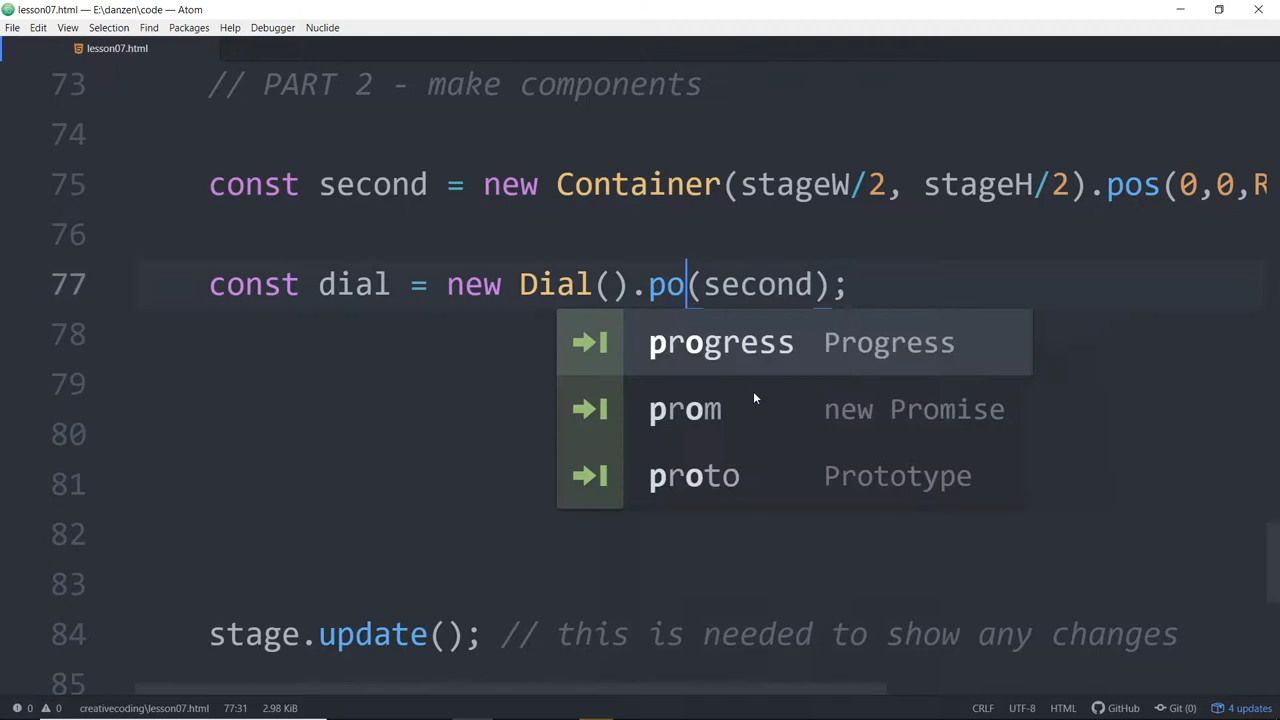 lesson07.html — E:\danzen\code — Atom
File Edit View Selection Find Packages Help Debugger Nuclide
lesson07.html
73 // PART 2 - make components
74
75 const second = new Container(stageW/2, stageH/2).pos(0,0,R
76
77 const dial = new Dial().po(second);
progress Progress
78
prom new Promise
79
80
proto Prototype
81
82
83
84 stage.update(); // this is needed to show any changes
85
0 0 creativecoding\lesson07.html 77:31 2.98 KiB CRLF UTF-8 HTML GitHub Git (0) 4 updates